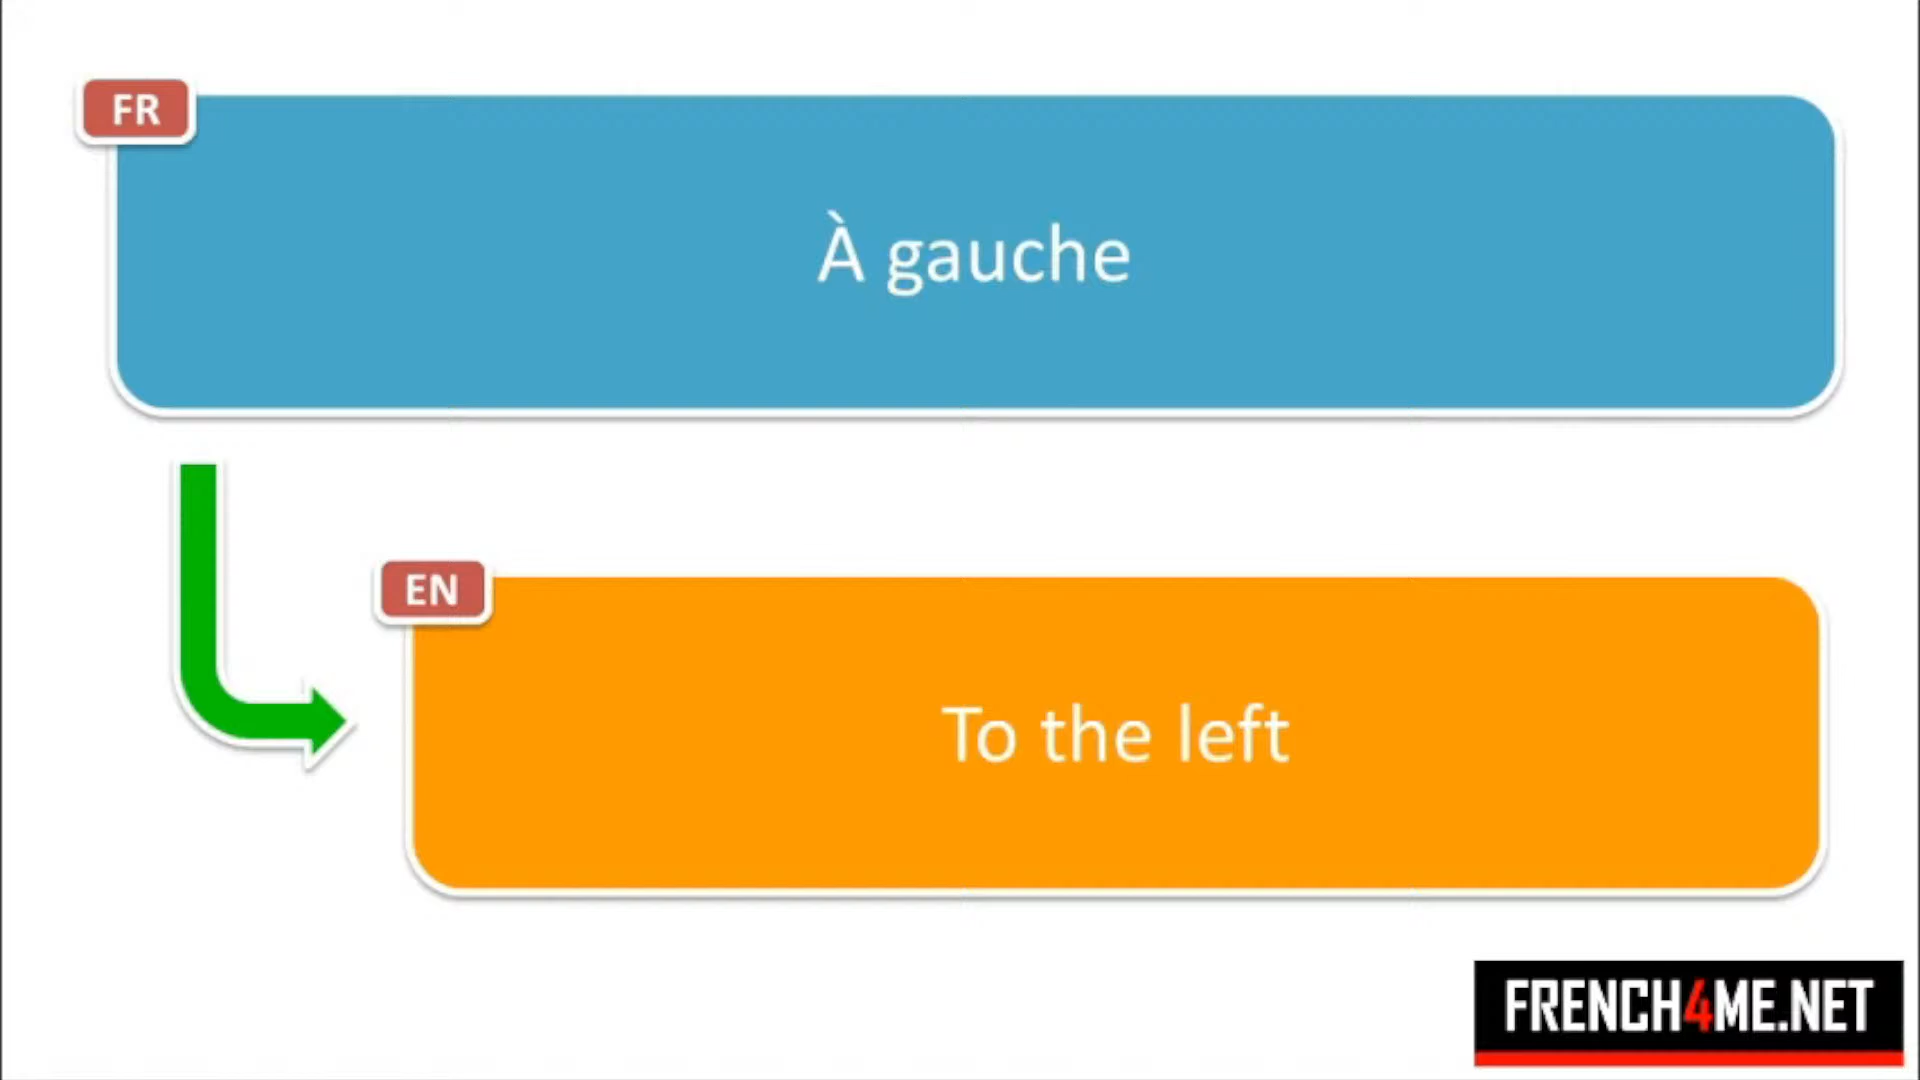 FR
À gauche
EN
To the left
FRENCH4ME.NET